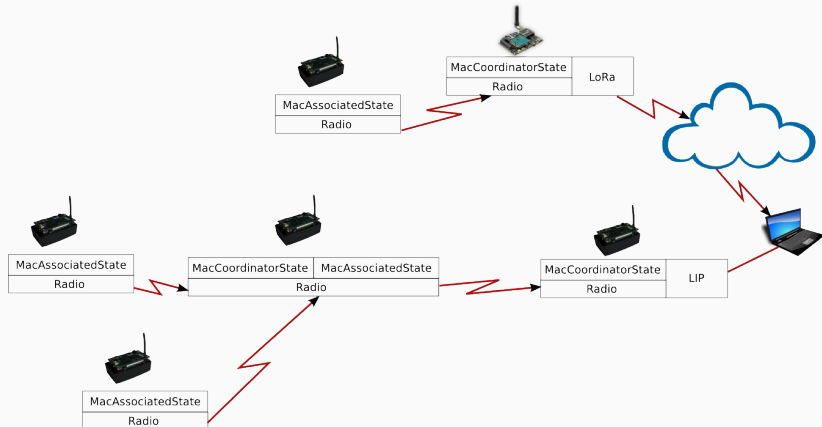 MacCoordinatorState
LoRa
Radio
MacAssociatedState
Radio
MacAssociatedState
Radio
MacCoordinatorState MacAssociatedState
Radio
MacCoordinatorState
LIP
Radio
MacAssociatedState
Radio